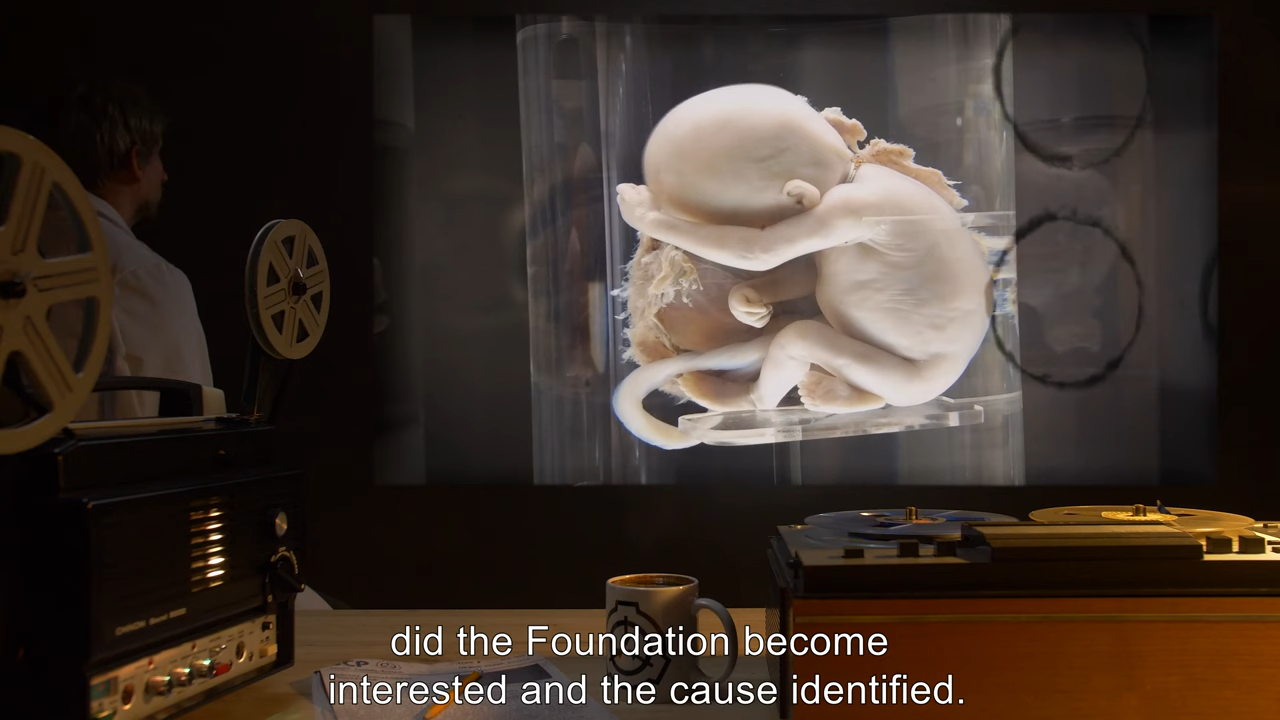 did the Foundation become
interested and the cause identified.